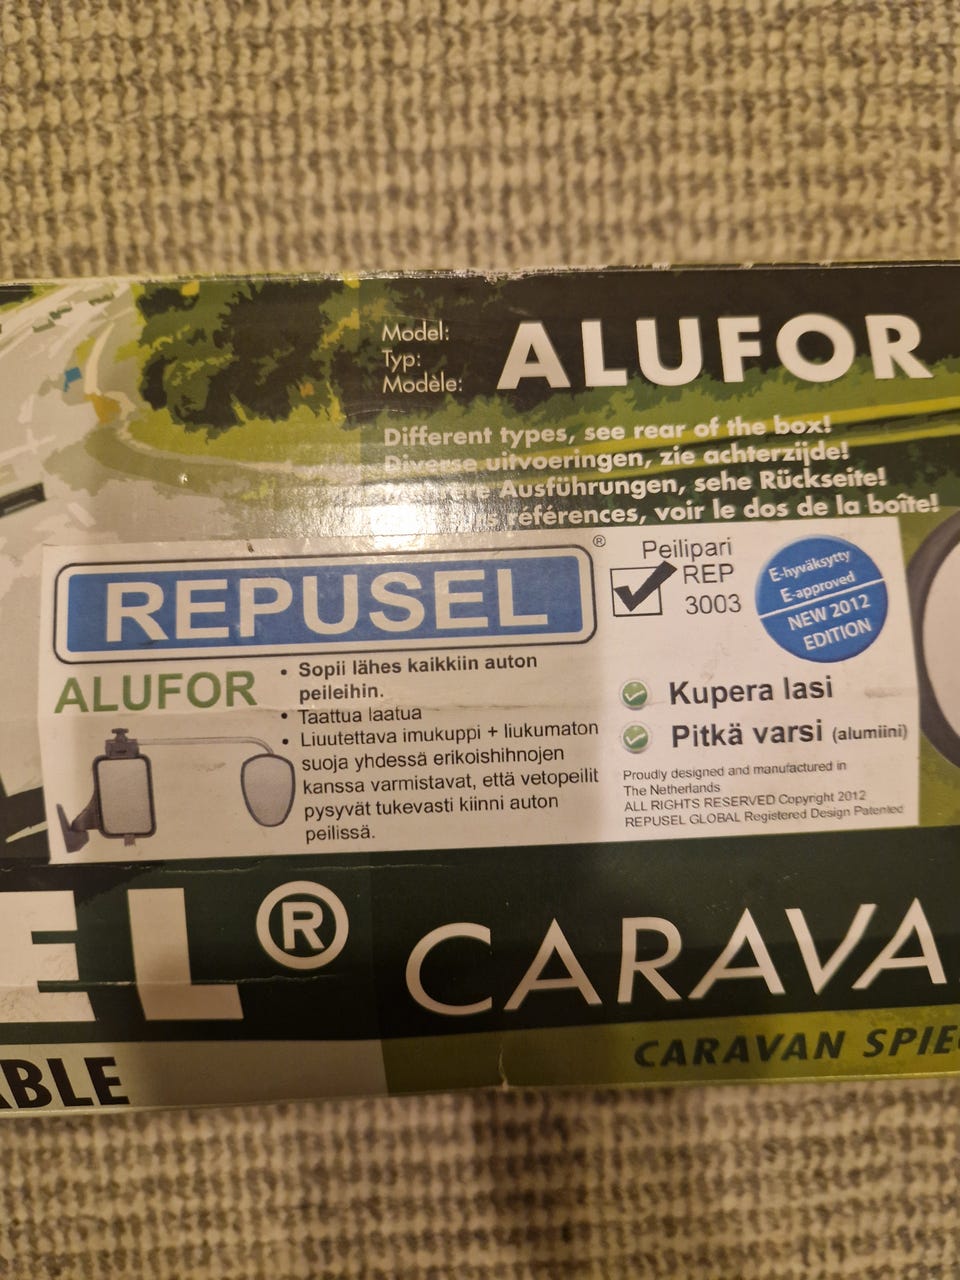 Model:
Typ:
Modèle:
ALUFOR
Different types, see rear of the box!
Diverse uitvoeringen, zie achterzijde!
Ausführungen, sehe Rückseite!
références, voir le dos de la boîte!
REPUSEL®
ALUFOR
• Sopii lähes kaikkiin auton
peileihin.
• Taattua laatua
• Liuutettava imukuppi + liukumaton
suoja yhdessä erikoishihnojen
kanssa varmistavat, että vetopeilit
pysyvät tukevasti kiinni auton
peilissä.
Peilipari
REP
3003
E-hyväksytty
E-approved
NEW 2012
EDITION
Kupera lasi
Pitkä varsi (alumiini)
Proudly designed and manufactured in
The Netherlands
ALL RIGHTS RESERVED Copyright 2012
REPUSEL GLOBAL Registered Design Patented
EL® CARAVA
CARAVAN SPIE
ABLE